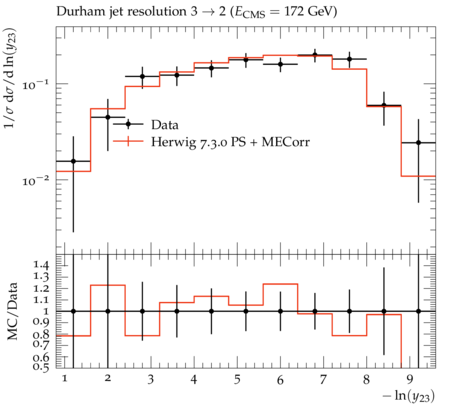 Durham jet resolution 3 → 2 (E_CMS = 172 GeV)
1/σ dσ/d ln(y_23)
10^−1
10^−2
Data
Herwig 7.3.0 PS + MECorr
MC/Data
1.4
1.3
1.2
1.1
1
0.9
0.8
0.7
0.6
0.5
1 2 3 4 5 6 7 8 9
− ln(y_23)